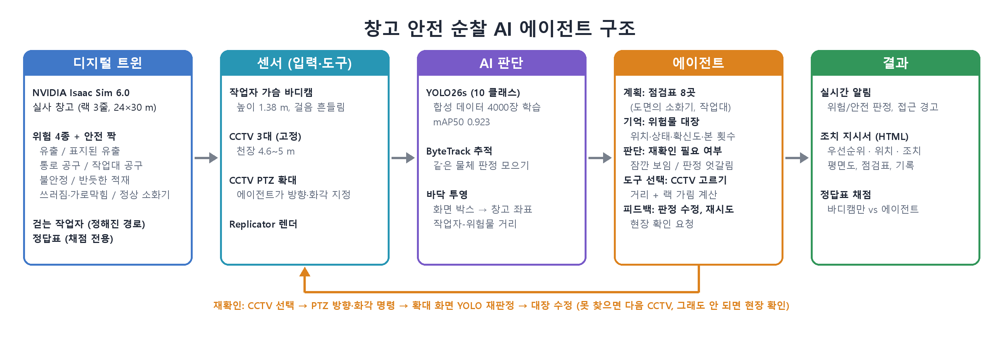 창고 안전 순찰 AI 에이전트 구조
디지털 트윈
NVIDIA Isaac Sim 6.0
실사 창고 (랙 3줄, 24×30 m)
위험 4종 + 안전 짝
유출 / 표지된 유출
통로 공구 / 작업대 공구
불안정 / 반듯한 적재
쓰러짐·가로막힘 / 정상 소화기
걷는 작업자 (정해진 경로)
정답표 (채점 전용)
센서 (입력·도구)
작업자 가슴 바디캠
높이 1.38 m, 걸음 흔들림
CCTV 3대 (고정)
천장 4.6~5 m
CCTV PTZ 확대
에이전트가 방향·화각 지정
Replicator 렌더
AI 판단
YOLO26s (10 클래스)
합성 데이터 4000장 학습
mAP50 0.923
ByteTrack 추적
같은 물체 판정 모으기
바닥 투영
화면 박스 → 창고 좌표
작업자-위험물 거리
에이전트
계획: 점검표 8곳
(도면의 소화기, 작업대)
기억: 위험물 대장
위치·상태·확신도·본 횟수
판단: 재확인 필요 여부
잠깐 보임 / 판정 엇갈림
도구 선택: CCTV 고르기
거리 + 랙 가림 계산
피드백: 판정 수정, 재시도
현장 확인 요청
결과
실시간 알림
위험/안전 판정, 접근 경고
조치 지시서 (HTML)
우선순위 · 위치 · 조치
평면도, 점검표, 기록
정답표 채점
바디캠만 vs 에이전트
재확인: CCTV 선택 → PTZ 방향·화각 명령 → 확대 화면 YOLO 재판정 → 대장 수정 (못 찾으면 다음 CCTV, 그래도 안 되면 현장 확인)